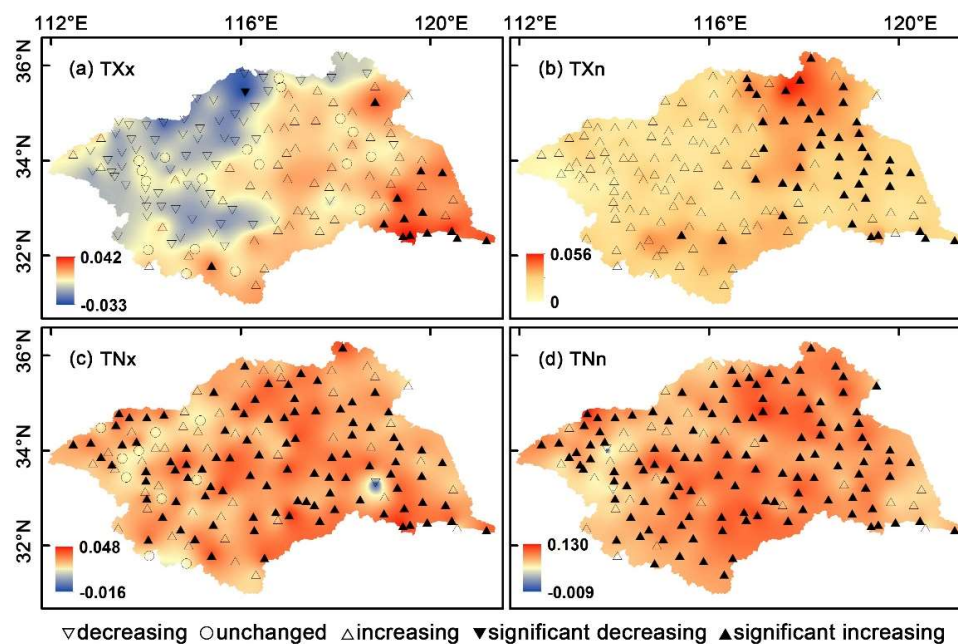 112°E 116°E 120°E 116°E 120°E
36°N
34°N
32°N
(a) TXx
0.042
-0.033
(b) TXn
0.056
0
36°N
34°N
32°N
(c) TNx
0.048
-0.016
(d) TNn
0.130
-0.009
▽decreasing ○unchanged △increasing ▼significant decreasing ▲significant increasing